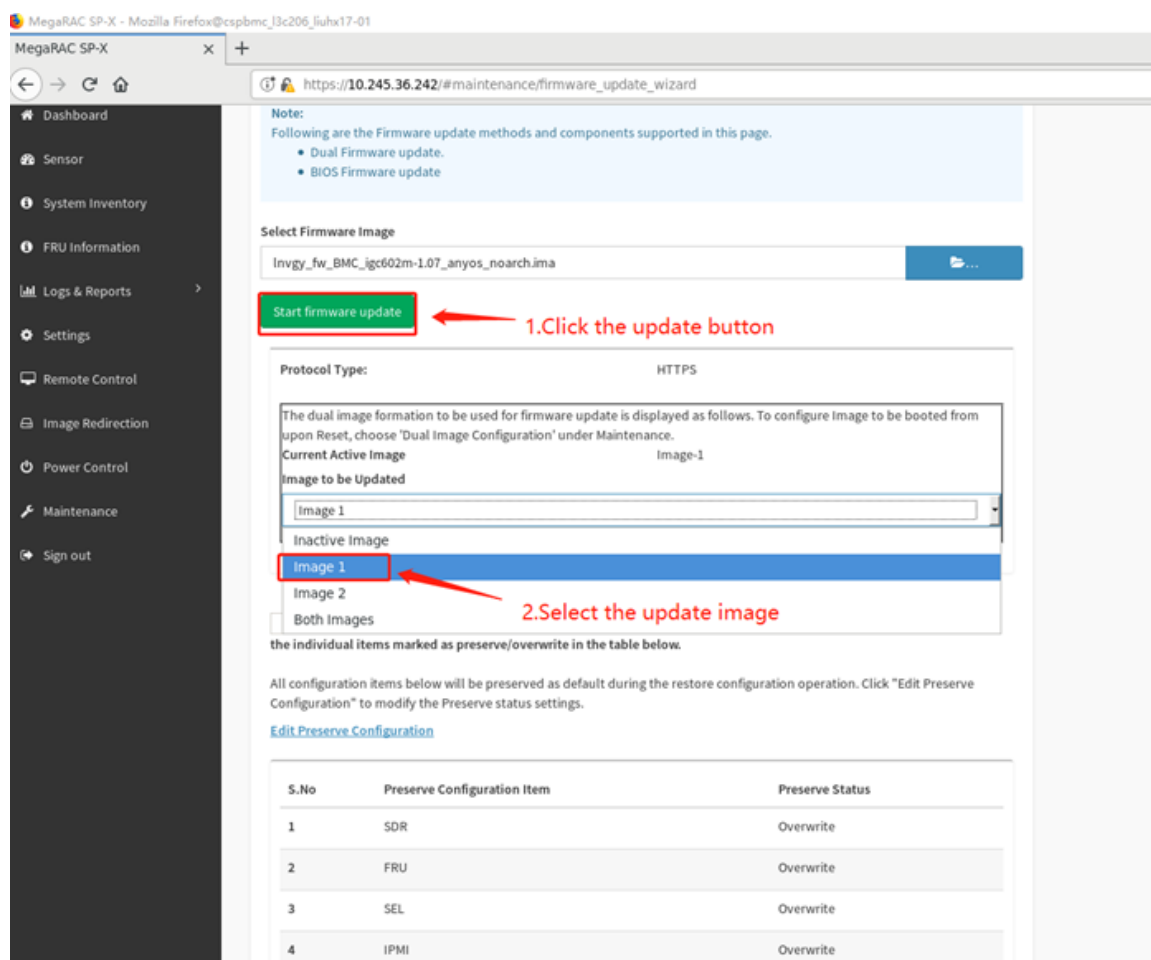 MegaRAC SP-X - Mozilla Firefox@cspbmc_l3c206_liuhx17-01
MegaRAC SP-X
https://10.245.36.242/#maintenance/firmware_update_wizard
Dashboard
Sensor
System Inventory
FRU Information
Logs & Reports
Settings
Remote Control
Image Redirection
Power Control
Maintenance
Sign out
Note:
Following are the Firmware update methods and components supported in this page.
Dual Firmware update.
BIOS Firmware update
Select Firmware Image
lnvgy_fw_BMC_igc602m-1.07_anyos_noarch.ima
...
Start firmware update
1.Click the update button
Protocol Type: HTTPS
The dual image formation to be used for firmware update is displayed as follows. To configure Image to be booted from
upon Reset, choose 'Dual Image Configuration' under Maintenance.
Current Active Image Image-1
Image to be Updated
Image 1
Inactive Image
Image 1
Image 2
Both Images
2.Select the update image
the individual items marked as preserve/overwrite in the table below.
All configuration items below will be preserved as default during the restore configuration operation. Click "Edit Preserve
Configuration" to modify the Preserve status settings.
Edit Preserve Configuration
S.No Preserve Configuration Item Preserve Status
1 SDR Overwrite
2 FRU Overwrite
3 SEL Overwrite
4 IPMI Overwrite